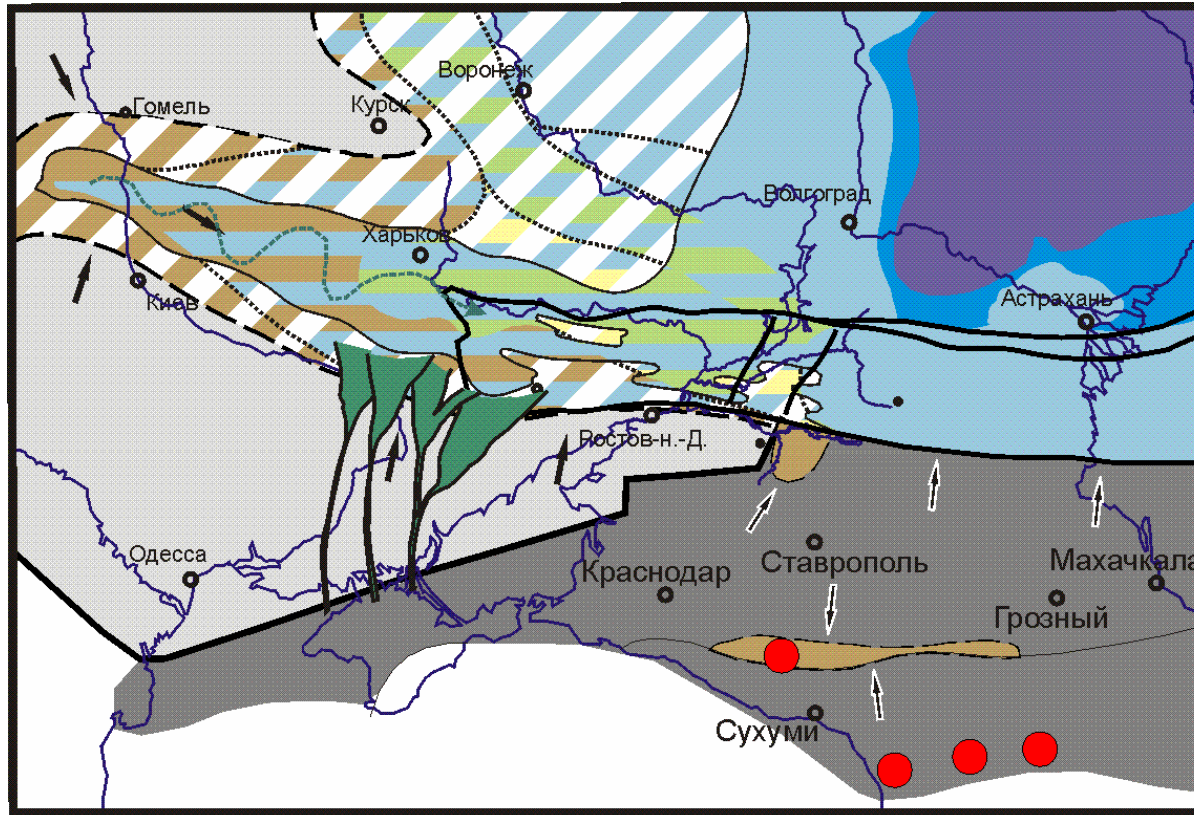 Воронеж
Гомель
Курск
Волгоград
Харьков
Киев
Астрахань
Ростов-н.-Д.
Одесса
Ставрополь
Краснодар
Махачкала
Грозный
Сухуми